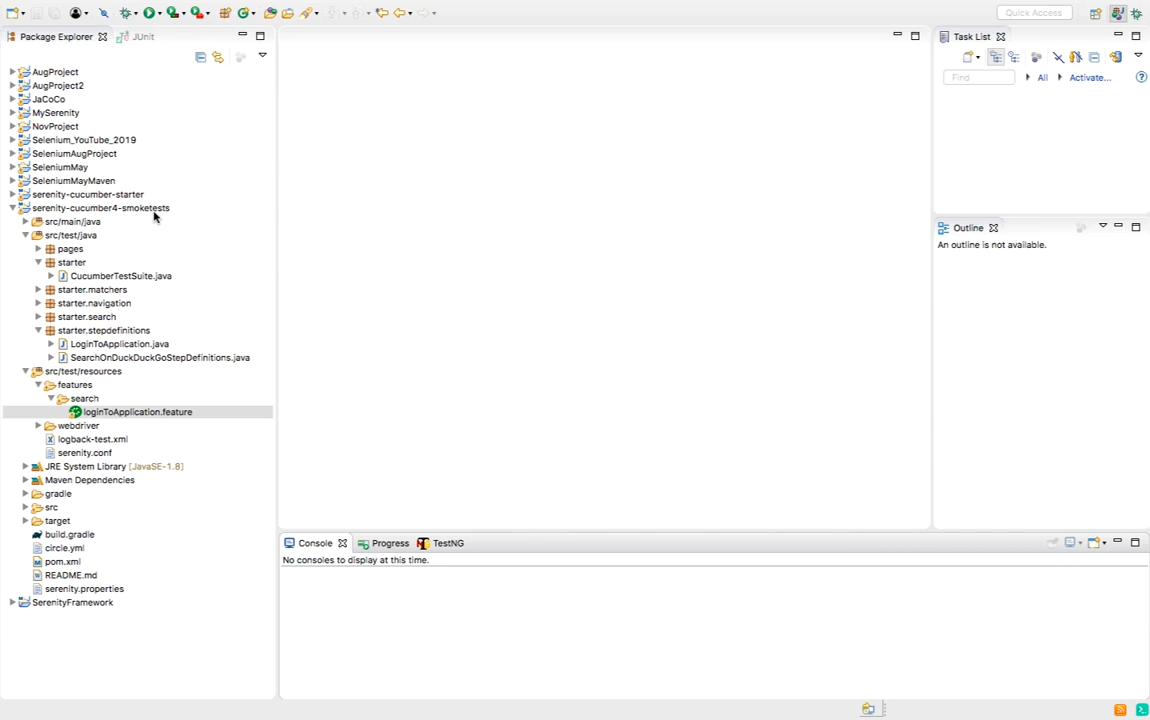 Quick Access
Package Explorer
JUnit
AugProject
AugProject2
JaCoCo
MySerenity
NovProject
Selenium_YouTube_2019
SeleniumAugProject
SeleniumMay
SeleniumMayMaven
serenity-cucumber-starter
serenity-cucumber4-smoketests
src/main/java
src/test/java
pages
starter
CucumberTestSuite.java
starter.matchers
starter.navigation
starter.search
starter.stepdefinitions
LoginToApplication.java
SearchOnDuckDuckGoStepDefinitions.java
src/test/resources
features
search
loginToApplication.feature
webdriver
logback-test.xml
serenity.conf
JRE System Library [JavaSE-1.8]
Maven Dependencies
gradle
src
target
build.gradle
circle.yml
pom.xml
README.md
serenity.properties
SerenityFramework
Console
Progress
TestNG
No consoles to display at this time.
Task List
Find
All
Activate...
Outline
An outline is not available.